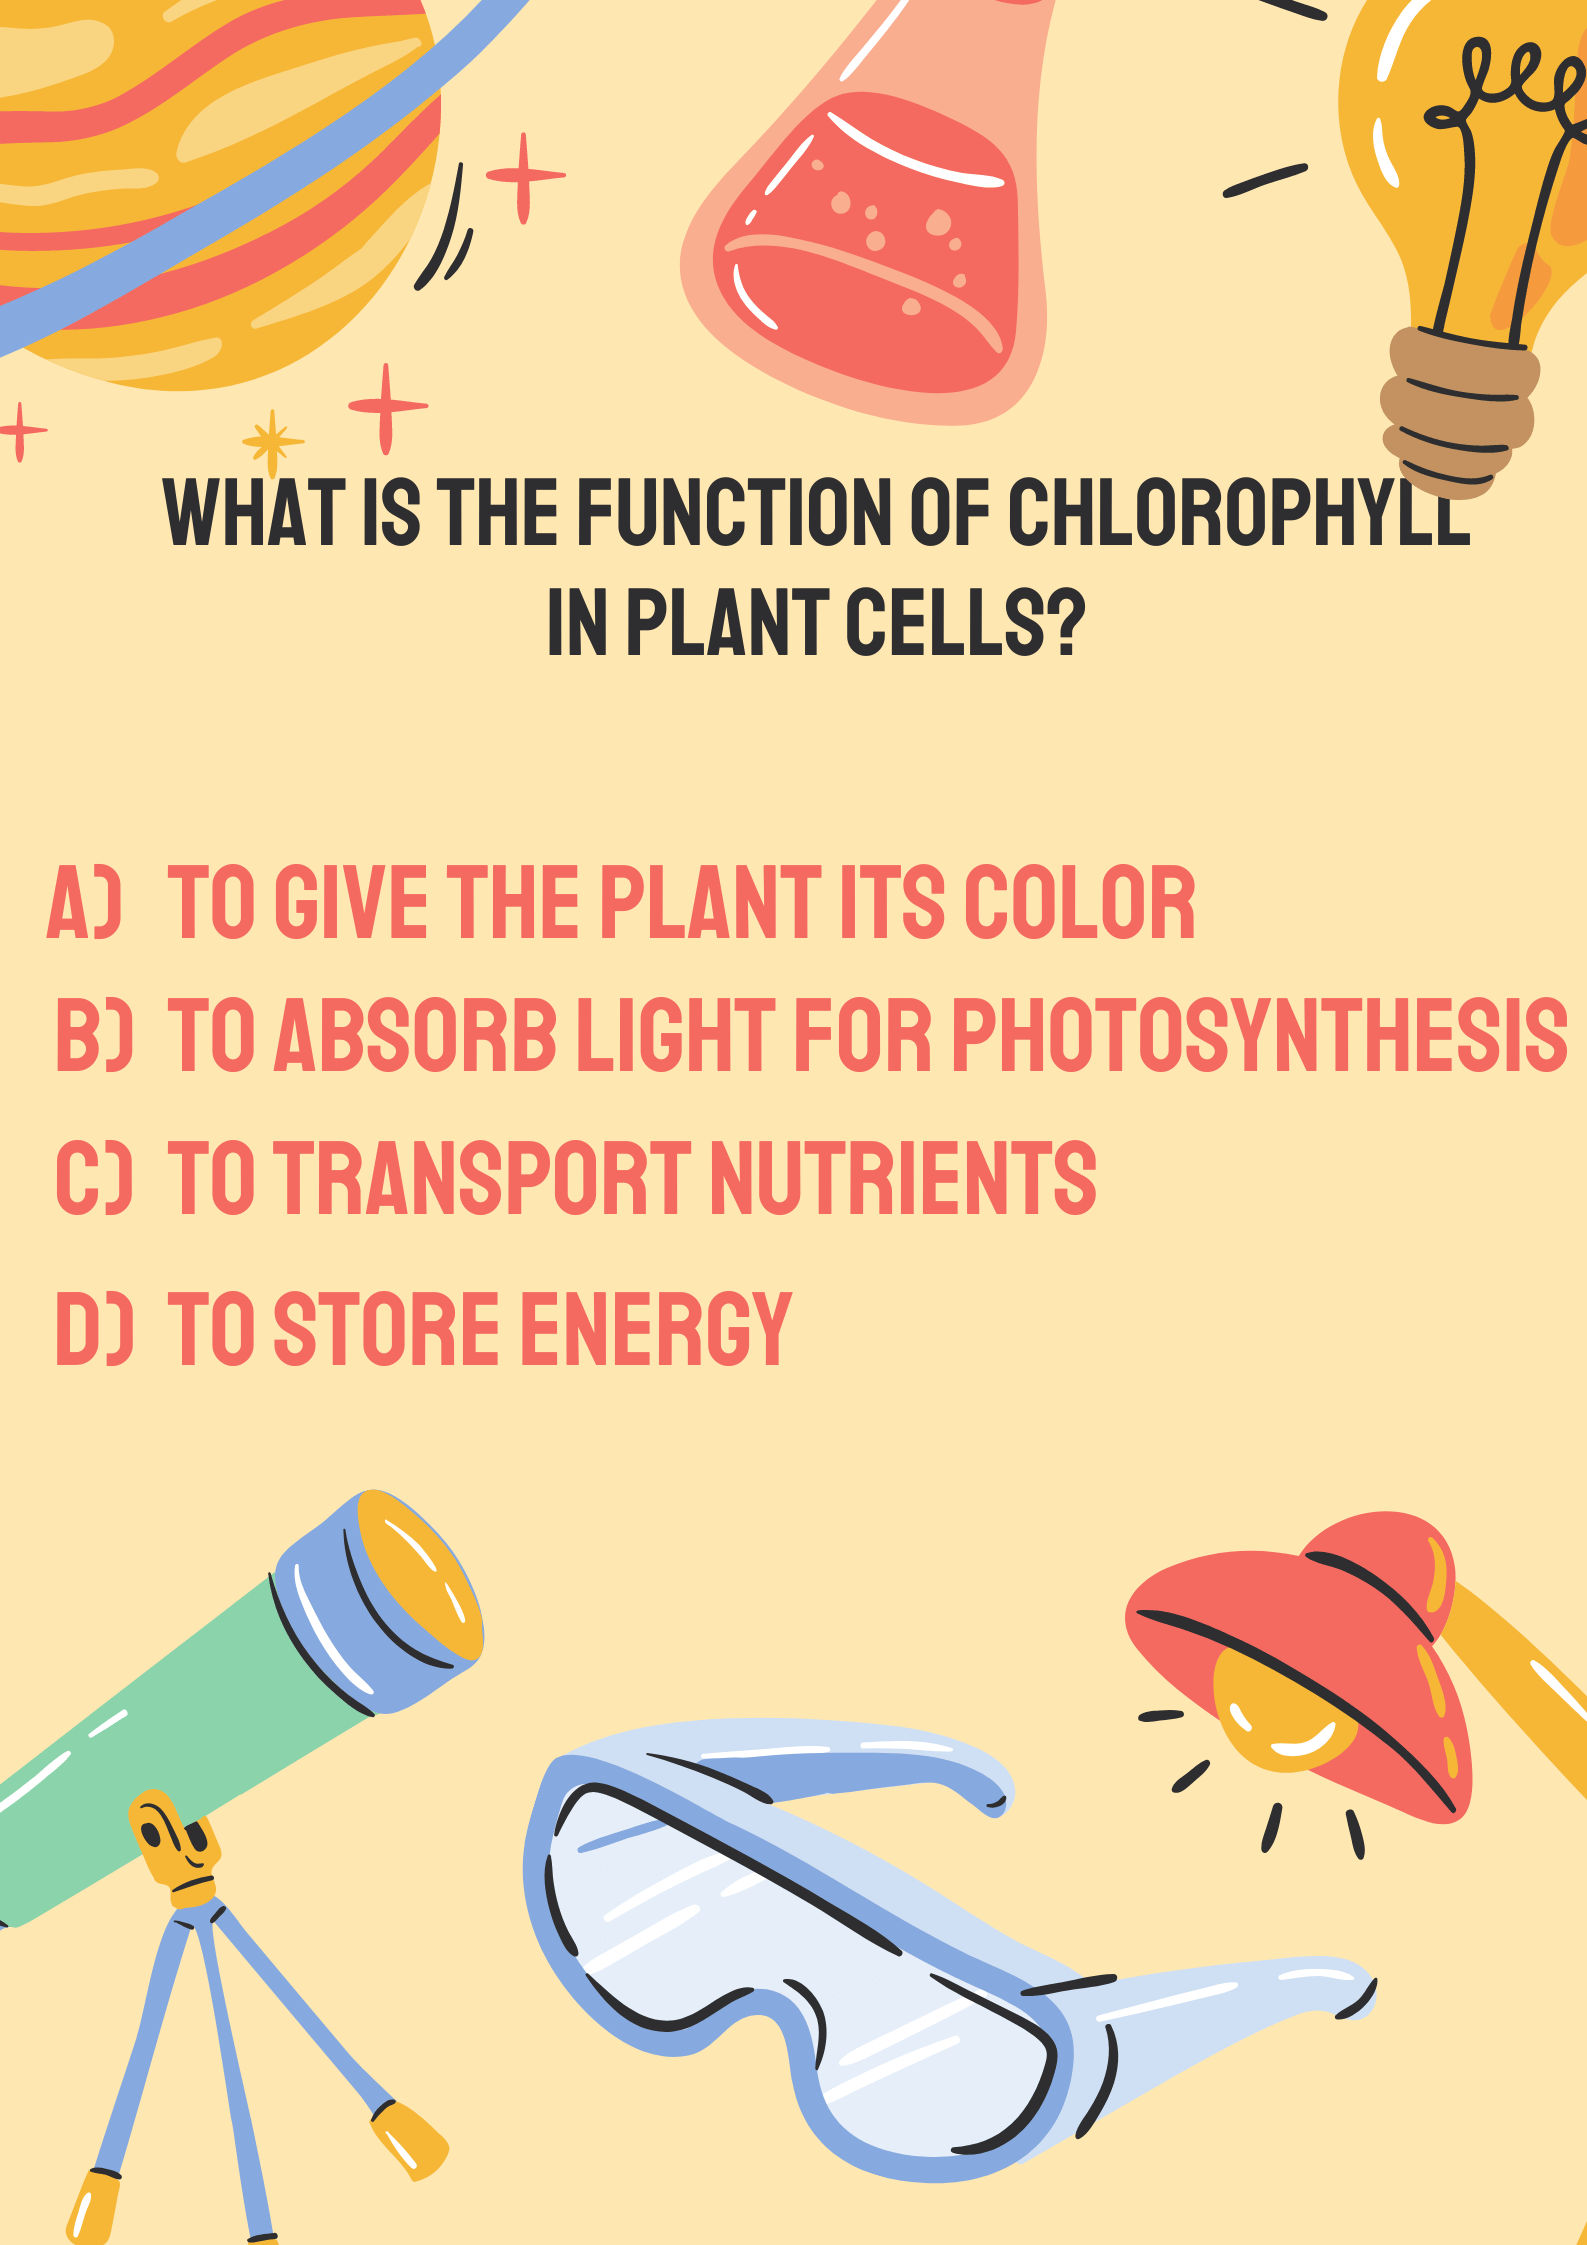 WHAT IS THE FUNCTION OF CHLOROPHYLL
IN PLANT CELLS?
A) TO GIVE THE PLANT ITS COLOR
B) TO ABSORB LIGHT FOR PHOTOSYNTHESIS
C) TO TRANSPORT NUTRIENTS
D) TO STORE ENERGY